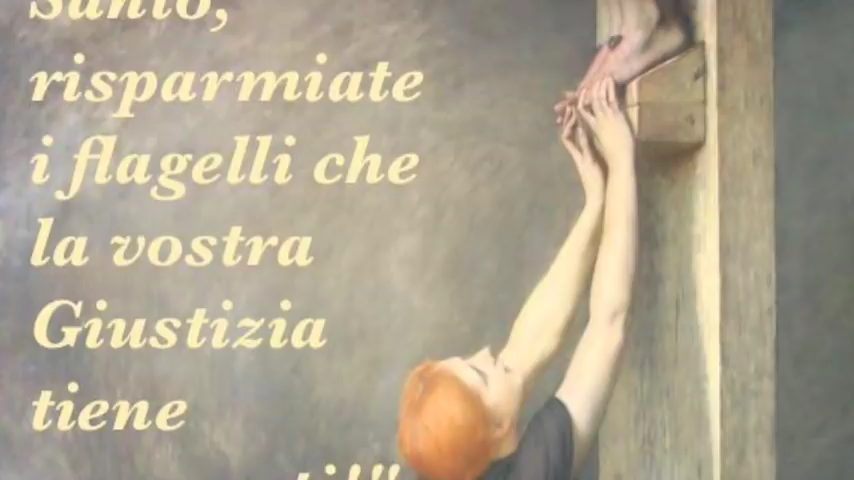 Santo,
risparmiate
i flagelli che
la vostra
Giustizia
tiene